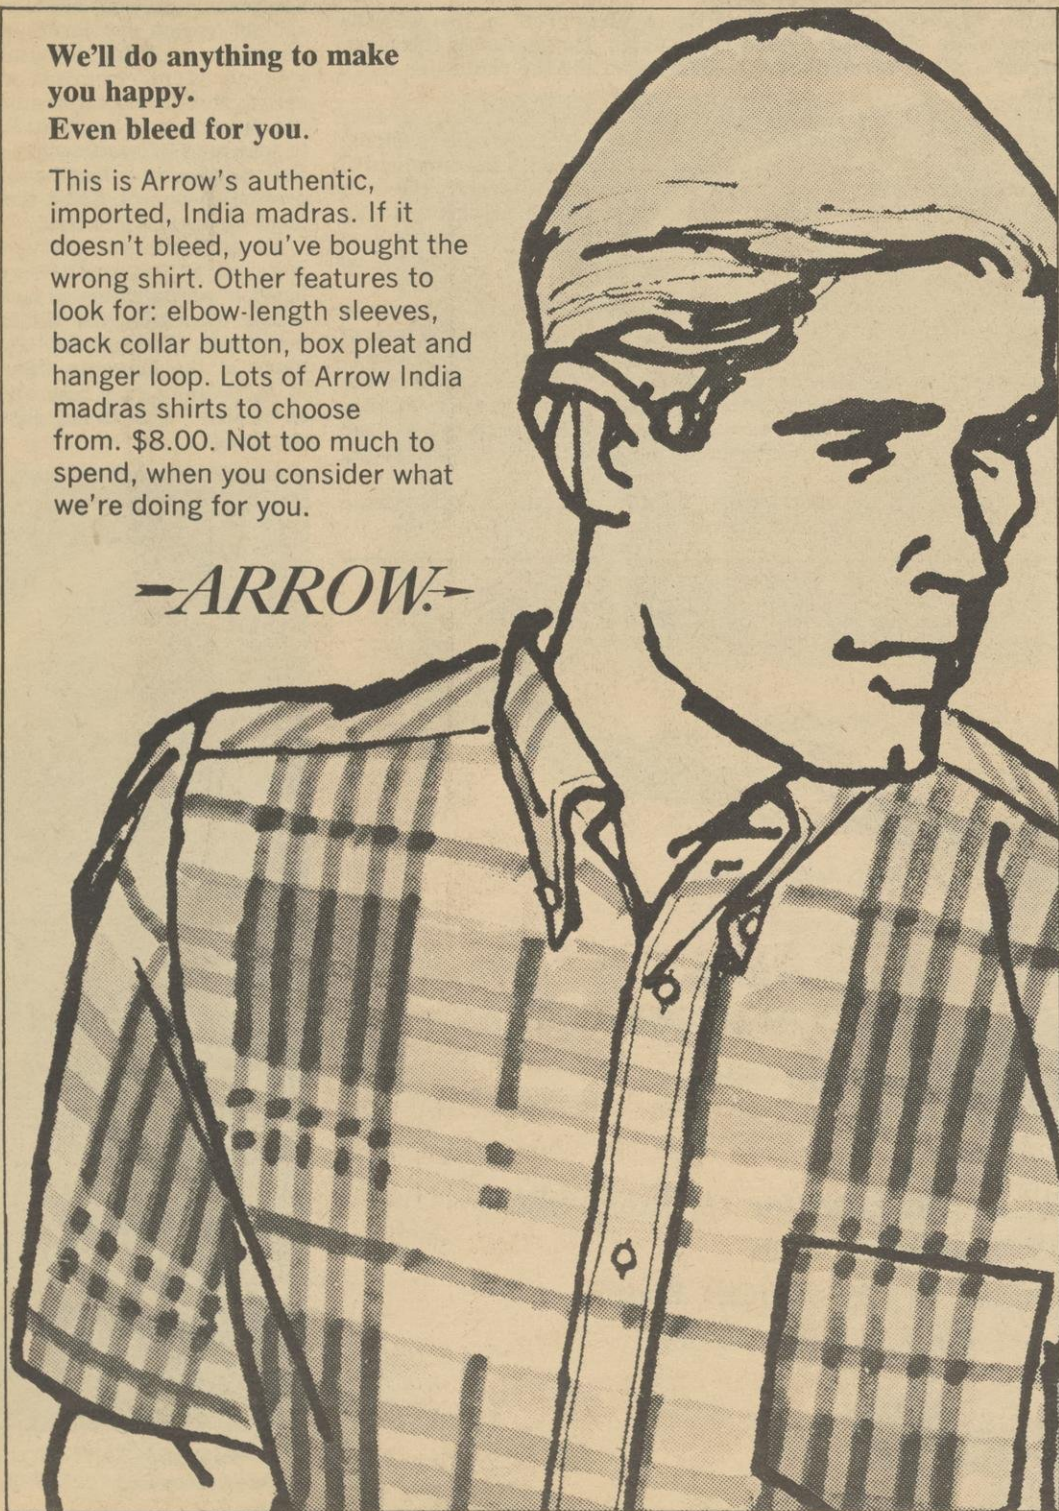 We'll do anything to make
you happy.
Even bleed for you.
This is Arrow's authentic,
imported, India madras. If it
doesn't bleed, you've bought the
wrong shirt. Other features to
look for: elbow-length sleeves,
back collar button, box pleat and
hanger loop. Lots of Arrow India
madras shirts to choose
from. $8.00. Not too much to
spend, when you consider what
we're doing for you.
ARROW.